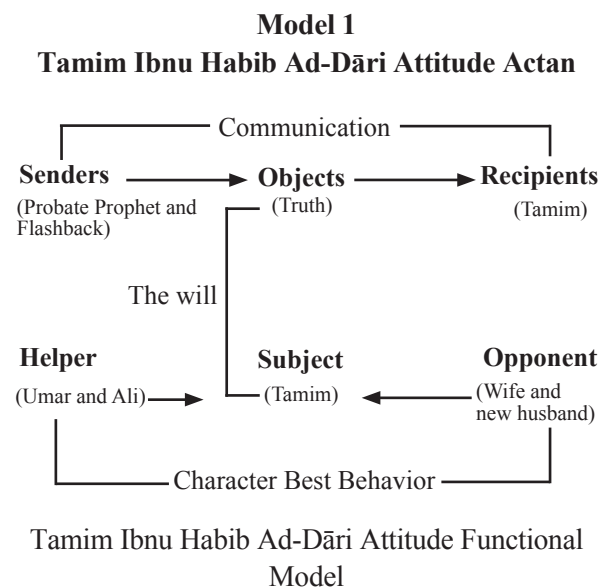 Model 1
Tamim Ibnu Habib Ad-Dāri Attitude Actan
Communication
Senders
Objects
Recipients
(Probate Prophet and
Flashback)
(Truth)
(Tamim)
The will
Helper
Subject
Opponent
(Umar and Ali)
(Tamim)
(Wife and
new husband)
Character Best Behavior
Tamim Ibnu Habib Ad-Dāri Attitude Functional
Model